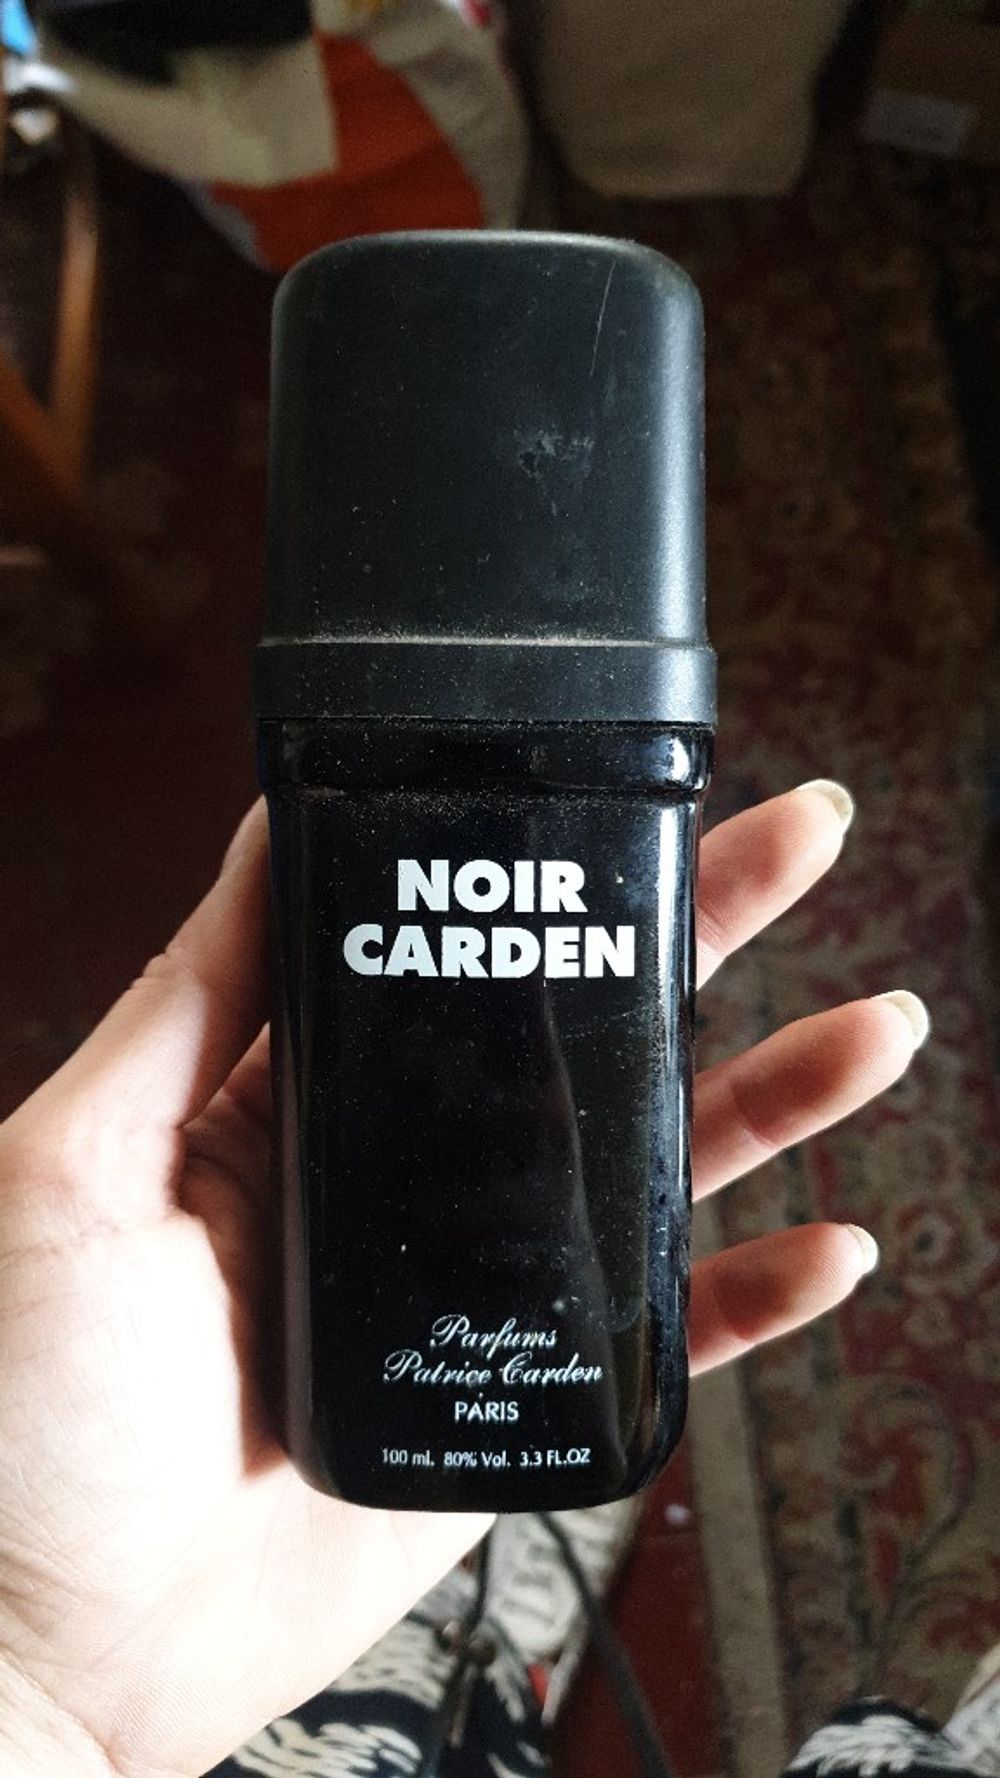 NOIR
CARDEN
Parfums
Patrice Carden
PARIS
100 ml. 80% Vol. 3.3 FL.OZ